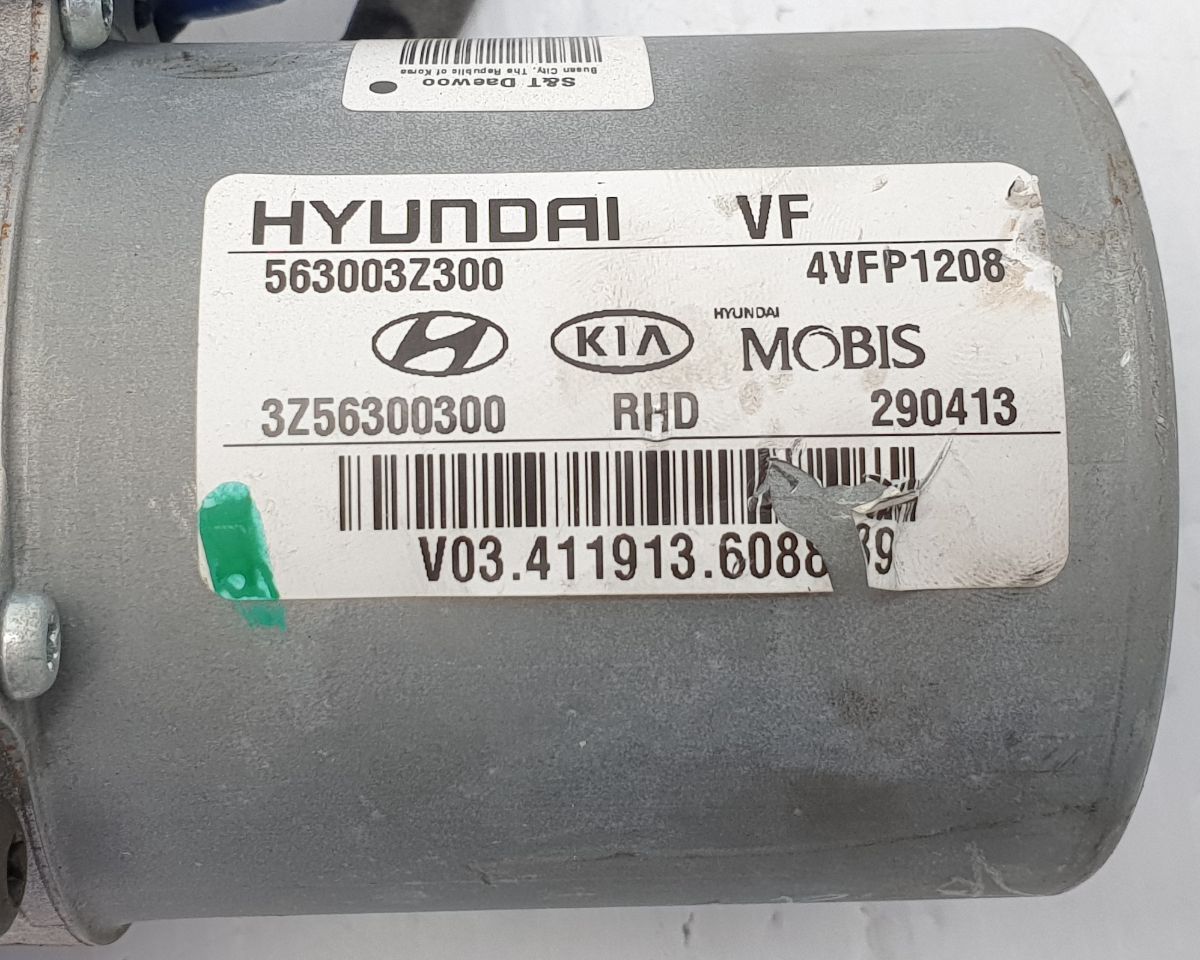 S&T Daewoo
Busan City, The Republic of Korea
HYUNDAI VF
563003Z300 4VFP1208
KIA HYUNDAI MOBIS
3Z56300300 RHD 290413